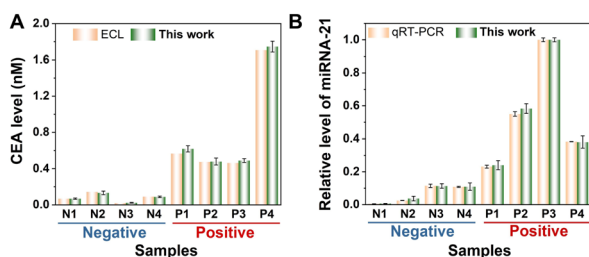 A
ECL
This work
CEA level (nM)
2.0
1.6
1.2
0.8
0.4
0.0
N1 N2 N3 N4 P1 P2 P3 P4
Negative Positive
Samples
B
qRT-PCR
This work
Relative level of miRNA-21
1.0
0.8
0.6
0.4
0.2
0.0
N1 N2 N3 N4 P1 P2 P3 P4
Negative Positive
Samples